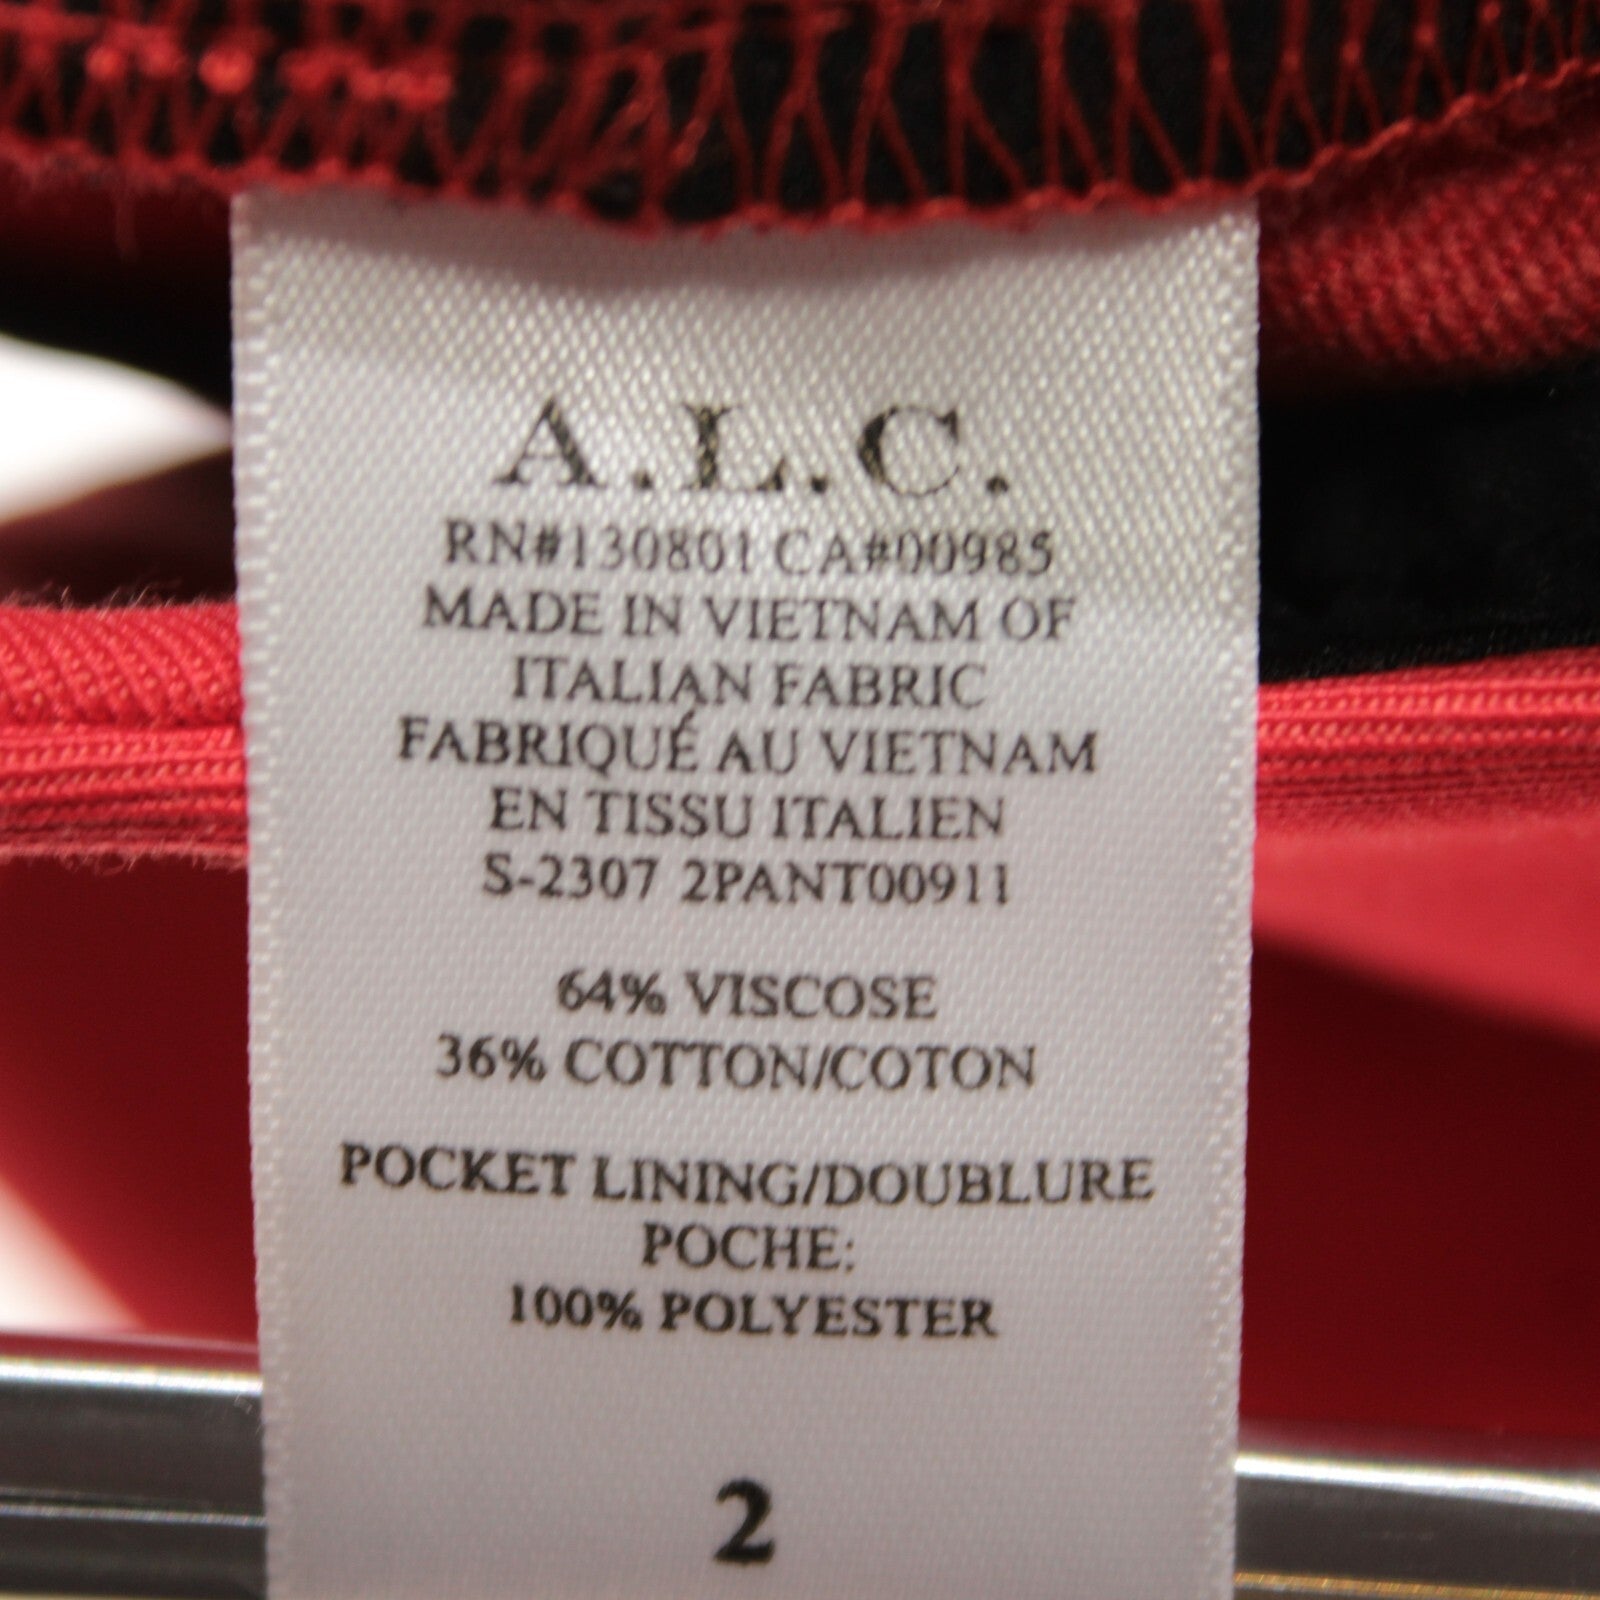 A.L.C.
RN#130801 CA#00985
MADE IN VIETNAM OF
ITALIAN FABRIC
FABRIQUÉ AU VIETNAM
EN TISSU ITALIEN
S-2307 2PANT00911
64% VISCOSE
36% COTTON/COTON
POCKET LINING/DOUBLURE
POCHE:
100% POLYESTER
2